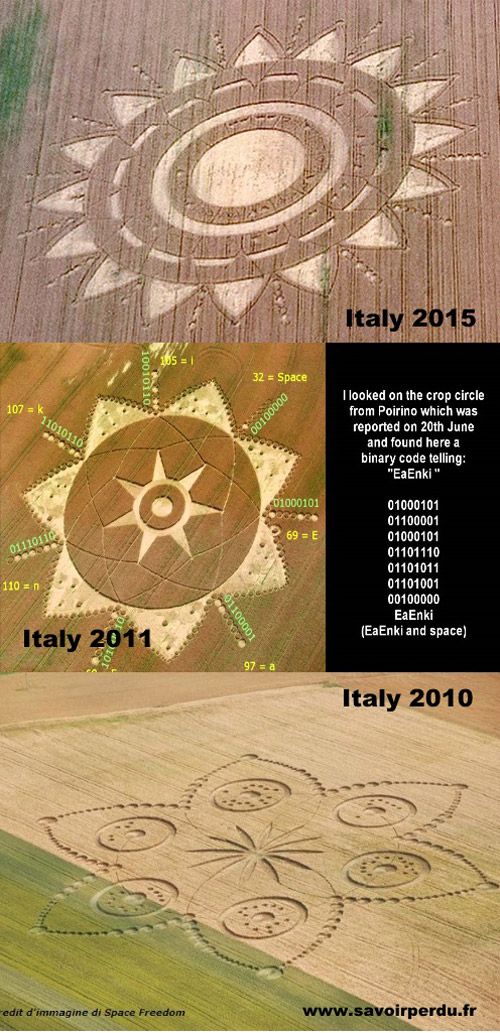 Italy 2015
105 = i
32 = Space
107 = k
10010110
00100000
11010110
01000101
69 = E
01110110
110 = n
01100001
97 = a
Italy 2011
I looked on the crop circle
from Poirino which was
reported on 20th June
and found here a
binary code telling:
"EaEnki "
01000101
01100001
01000101
01101110
01101011
01101001
00100000
EaEnki
(EaEnki and space)
Italy 2010
redit d'immagine di Space Freedom
www.savoirperdu.fr